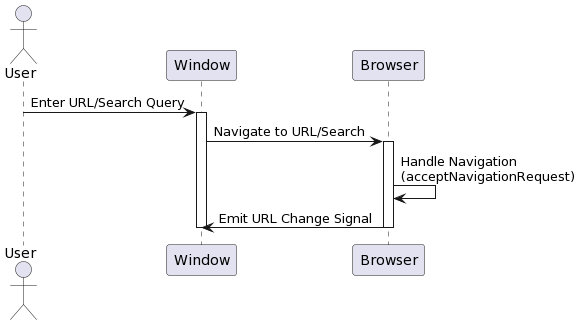 User
Window
Browser
Enter URL/Search Query
Navigate to URL/Search
Handle Navigation
(acceptNavigationRequest)
Emit URL Change Signal
User
Window
Browser